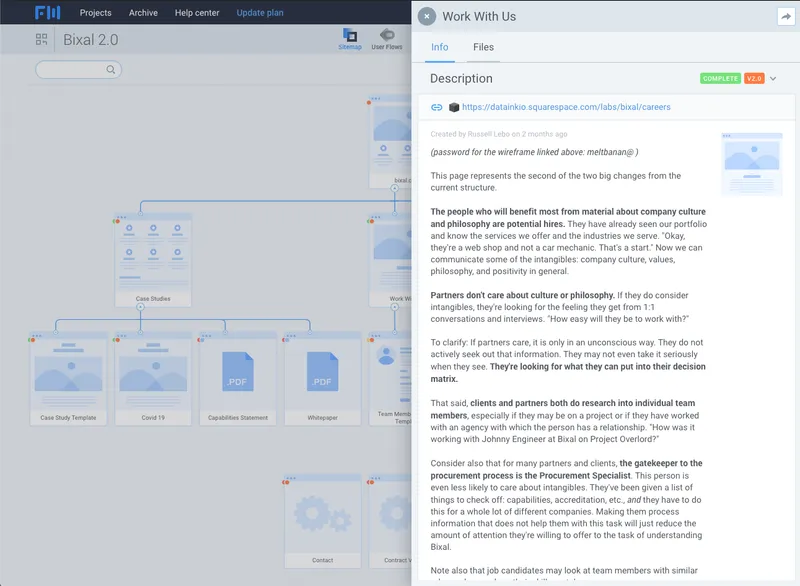 Projects
Archive
Help center
Update plan
Bixal 2.0
Sitemap
User Flows
bixal.c
Case Studies
Work W
Case Study Template
Covid 19
.PDF
Capabilities Statement
.PDF
Whitepaper
Team Memb
Templ
Contact
Contract V
Work With Us
Info
Files
Description
COMPLETE
V2.0
https://datainkio.squarespace.com/labs/bixal/careers
Created by Russell Lebo on 2 months ago
(password for the wireframe linked above: meltbanan@ )
This page represents the second of the two big changes from the
current structure.
The people who will benefit most from material about company culture
and philosophy are potential hires. They have already seen our portfolio
and know the services we offer and the industries we serve. "Okay,
they're a web shop and not a car mechanic. That's a start." Now we can
communicate some of the intangibles: company culture, values,
philosophy, and positivity in general.
Partners don't care about culture or philosophy. If they do consider
intangibles, they're looking for the feeling they get from 1:1
conversations and interviews. "How easy will they be to work with?"
To clarify: If partners care, it is only in an unconscious way. They do not
actively seek out that information. They may not even take it seriously
when they see. They're looking for what they can put into their decision
matrix.
That said, clients and partners both do research into individual team
members, especially if they may be on a project or if they have worked
with an agency with which the person has a relationship. "How was it
working with Johnny Engineer at Bixal on Project Overlord?"
Consider also that for many partners and clients, the gatekeeper to the
procurement process is the Procurement Specialist. This person is
even less likely to care about intangibles. They've been given a list of
things to check off: capabilities, accreditation, etc., and they have to do
this for a whole lot of different companies. Making them process
information that does not help them with this task will just reduce the
amount of attention they're willing to offer to the task of understanding
Bixal.
Note also that job candidates may look at team members with similar